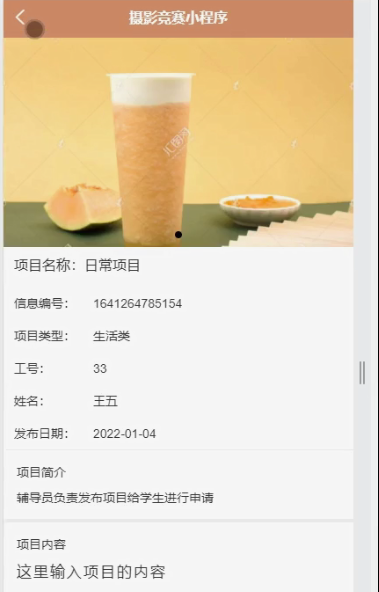 摄影竞赛小程序
汇图网
项目名称：日常项目
信息编号： 1641264785154
项目类型： 生活类
工号： 33
姓名： 王五
发布日期： 2022-01-04
项目简介
辅导员负责发布项目给学生进行申请
项目内容
这里输入项目的内容